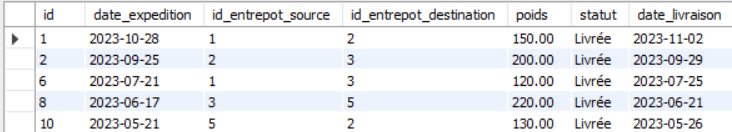 id date_expedition id_entrepot_source id_entrepot_destination poids statut date_livraison
1 2023-10-28 1 2 150.00 Livrée 2023-11-02
2 2023-09-25 2 3 200.00 Livrée 2023-09-29
6 2023-07-21 1 3 120.00 Livrée 2023-07-25
8 2023-06-17 3 5 220.00 Livrée 2023-06-21
10 2023-05-21 5 2 130.00 Livrée 2023-05-26